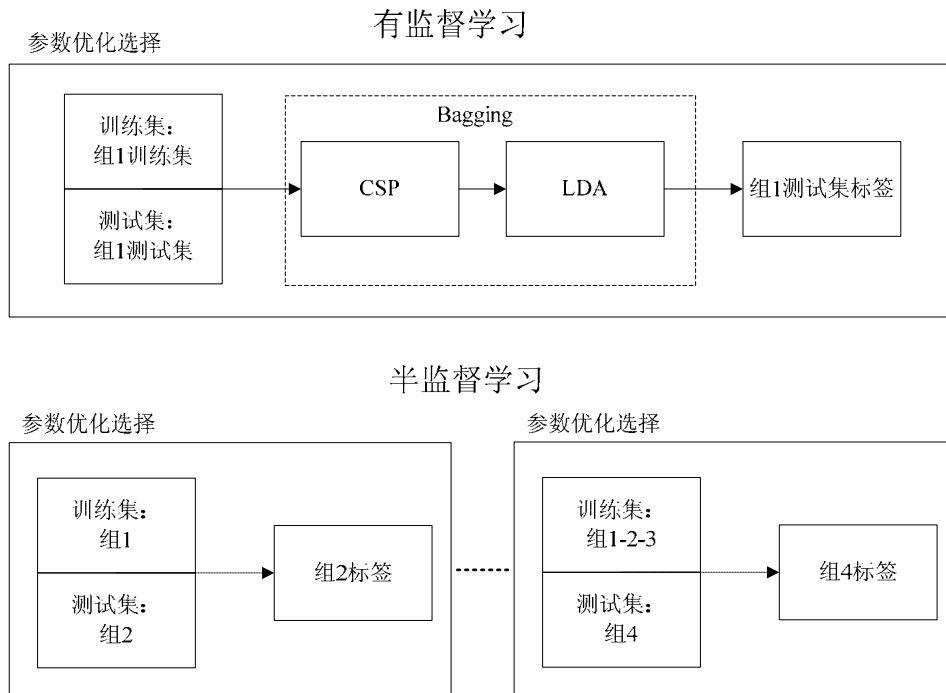 有监督学习
参数优化选择
训练集：
组1训练集
测试集：
组1测试集
Bagging
CSP
LDA
组1测试集标签
半监督学习
参数优化选择
训练集：
组1
测试集：
组2
组2标签
参数优化选择
训练集：
组1-2-3
测试集：
组4
组4标签